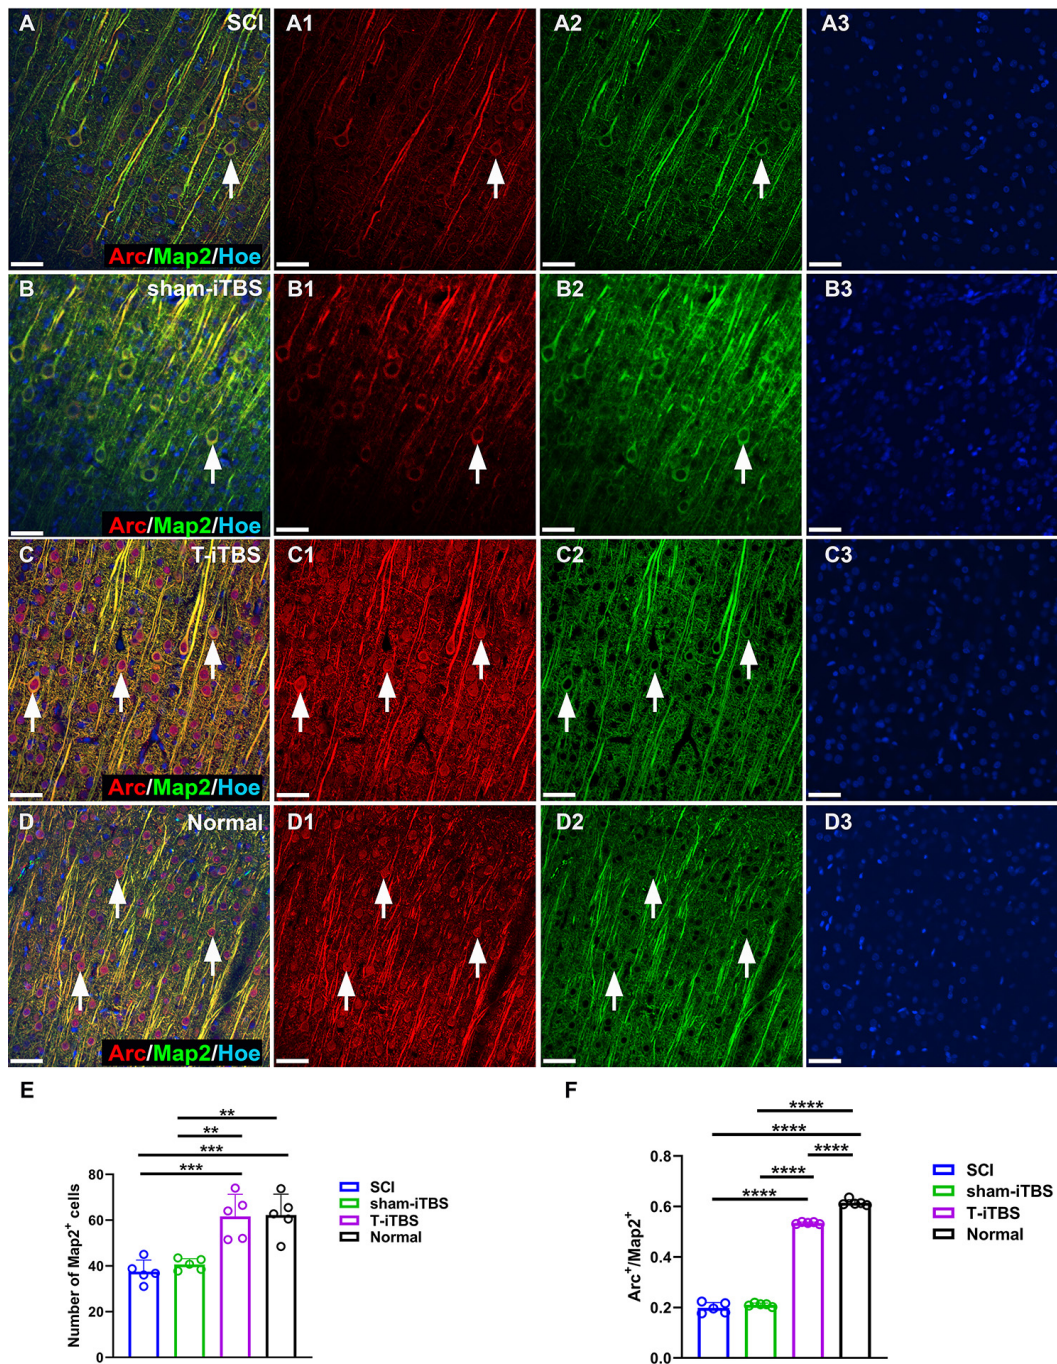 A SCI A1 A2 A3
Arc/Map2/Hoe
B sham-iTBS B1 B2 B3
Arc/Map2/Hoe
C T-iTBS C1 C2 C3
Arc/Map2/Hoe
D Normal D1 D2 D3
Arc/Map2/Hoe
E
**
**
***
***
80
60
40
20
0
Number of Map2+ cells
SCI
sham-iTBS
T-iTBS
Normal
F
****
****
****
****
****
0.8
0.6
0.4
0.2
0.0
Arc+/Map2+
SCI
sham-iTBS
T-iTBS
Normal